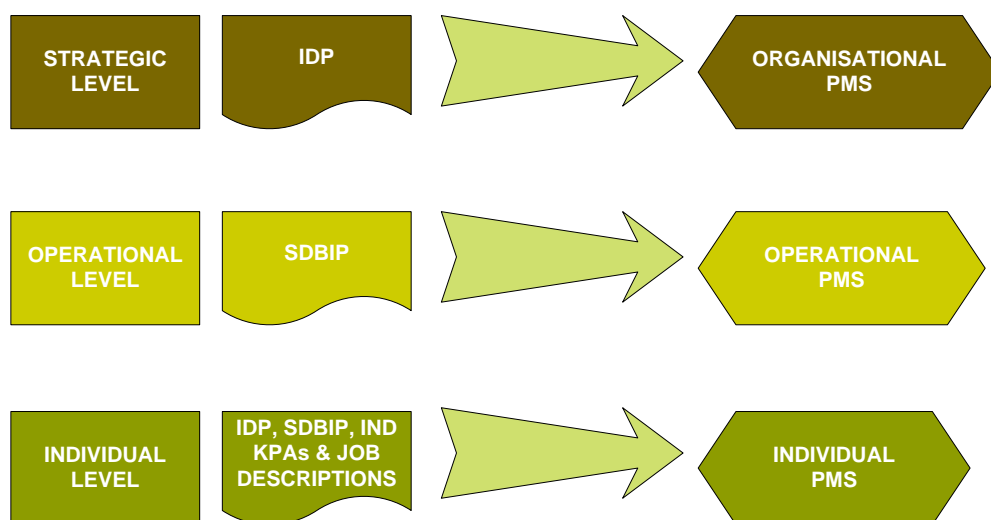 STRATEGIC
LEVEL
IDP
ORGANISATIONAL
PMS
OPERATIONAL
LEVEL
SDBIP
OPERATIONAL
PMS
INDIVIDUAL
LEVEL
IDP, SDBIP, IND
KPAs & JOB
DESCRIPTIONS
INDIVIDUAL
PMS